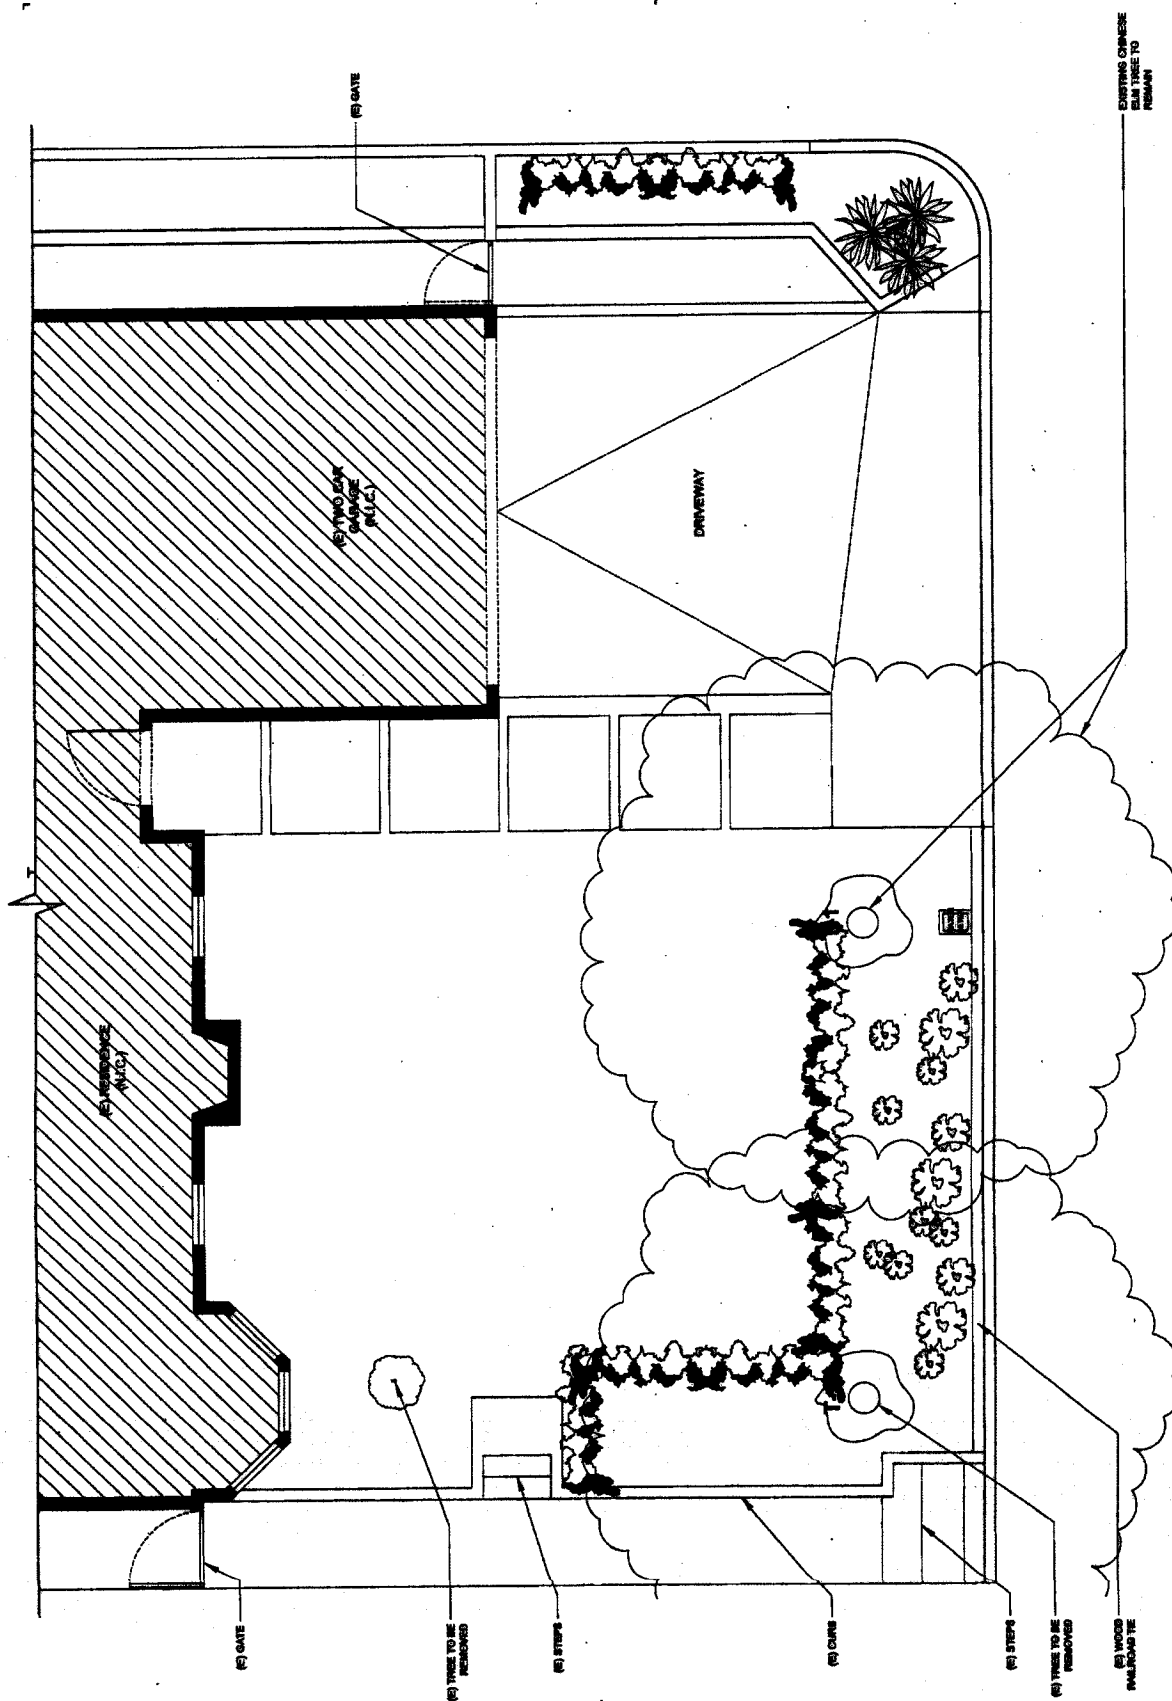 (E) GATE
EXISTING CHINESE
ELM TREE TO
REMAIN
(E) TWO CAR
GARAGE
(N.I.C.)
DRIVEWAY
(E) RESIDENCE
(N.I.C.)
(E) GATE
(E) TREE TO BE
REMOVED
(E) STEPS
(E) CURB
(E) STEPS
(E) TREE TO BE
REMOVED
(E) WOOD
RAILROAD TIE